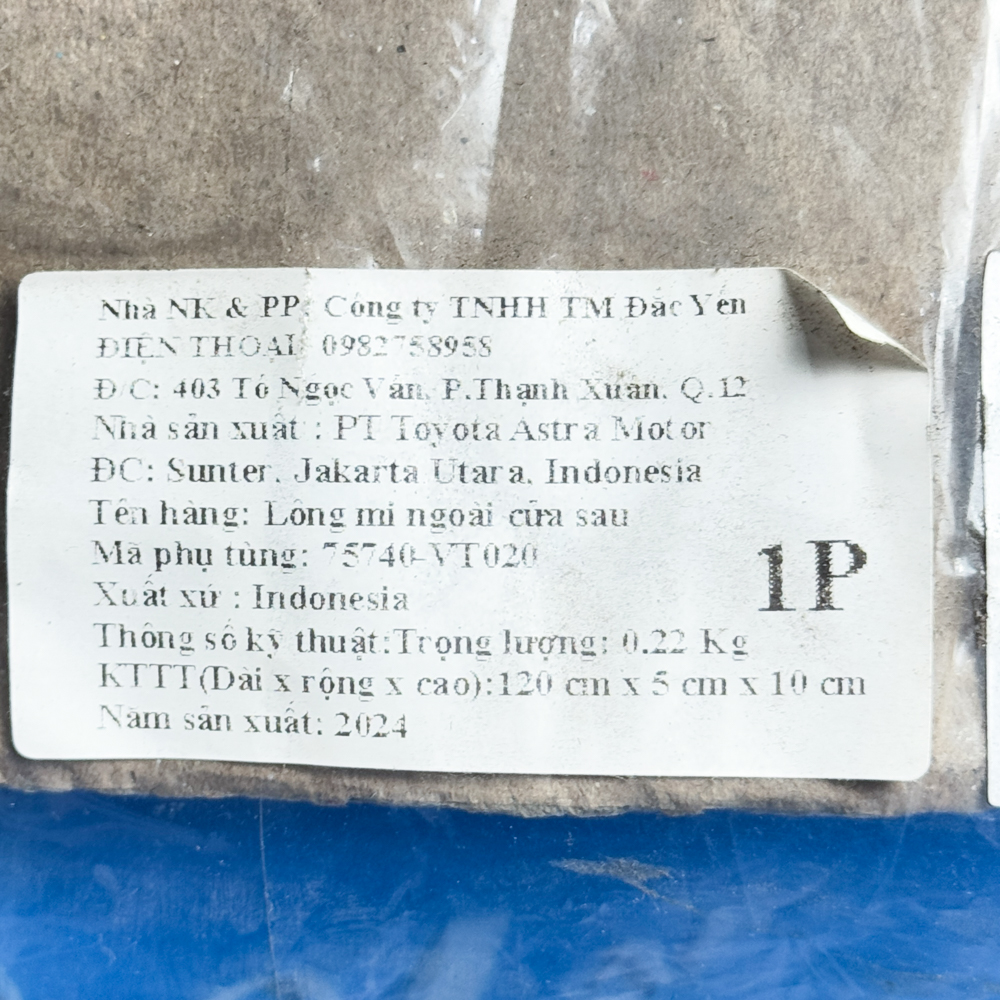 Nhà NK & PP: Công ty TNHH TM Đắc Yến
ĐIỆN THOẠI: 0982758958
Đ/C: 403 Tô Ngọc Vân, P.Thạnh Xuân, Q.12
Nhà sản xuất : PT Toyota Astra Motor
ĐC: Sunter, Jakarta Utara, Indonesia
Tên hàng: Lông mi ngoài cửa sau
Mã phụ tùng: 75740-VT020
Xuất xứ : Indonesia
1P
Thông số kỹ thuật:Trọng lượng: 0.22 Kg
KTTT(Dài x rộng x cao):120 cm x 5 cm x 10 cm
Năm sản xuất: 2024